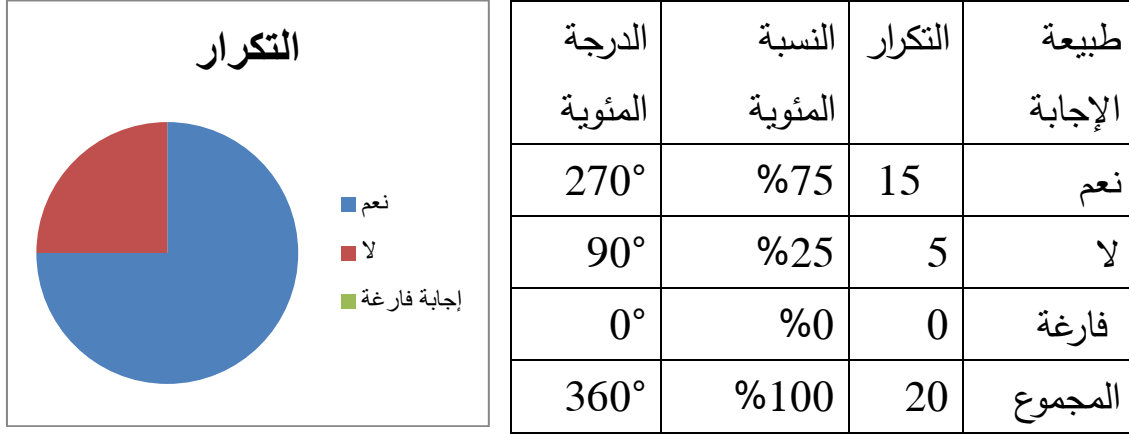 التكرار
نعم
لا
إجابة فارغة
طبيعة الإجابة التكرار النسبة المئوية الدرجة المئوية
نعم 15 %75 270°
لا 5 %25 90°
فارغة 0 %0 0°
المجموع 20 %100 360°